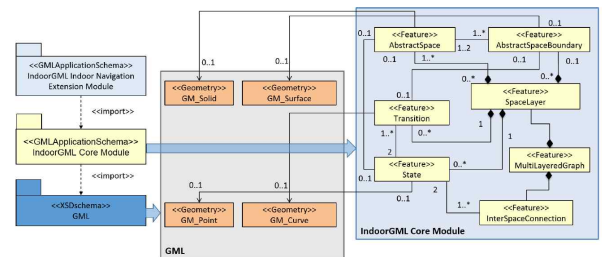 <<GMLApplicationSchema>>
IndoorGML Indoor Navigation
Extension Module
<<import>>
<<GMLApplicationSchema>>
IndoorGML Core Module
<<import>>
<<XSDschema>>
GML
0..1
0..1
<<Geometry>>
GM_Solid
<<Geometry>>
GM_Surface
0..1
0..1
<<Geometry>>
GM_Point
<<Geometry>>
GM_Curve
GML
<<Feature>>
AbstractSpace
1..*
1..2
<<Feature>>
AbstractSpaceBoundary
0..1
0..1
1..*
0..1
0..*
0..*
<<Feature>>
SpaceLayer
0..1
<<Feature>>
Transition
1..*
0..*
1
1
2
<<Feature>>
State
0..*
0..1
0..1
2
<<Feature>>
MultiLayeredGraph
1..*
<<Feature>>
InterSpaceConnection
IndoorGML Core Module